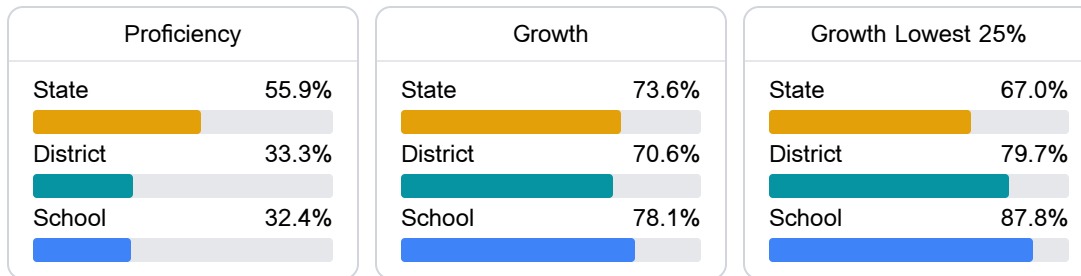 Proficiency
State 55.9%
District 33.3%
School 32.4%
Growth
State 73.6%
District 70.6%
School 78.1%
Growth Lowest 25%
State 67.0%
District 79.7%
School 87.8%